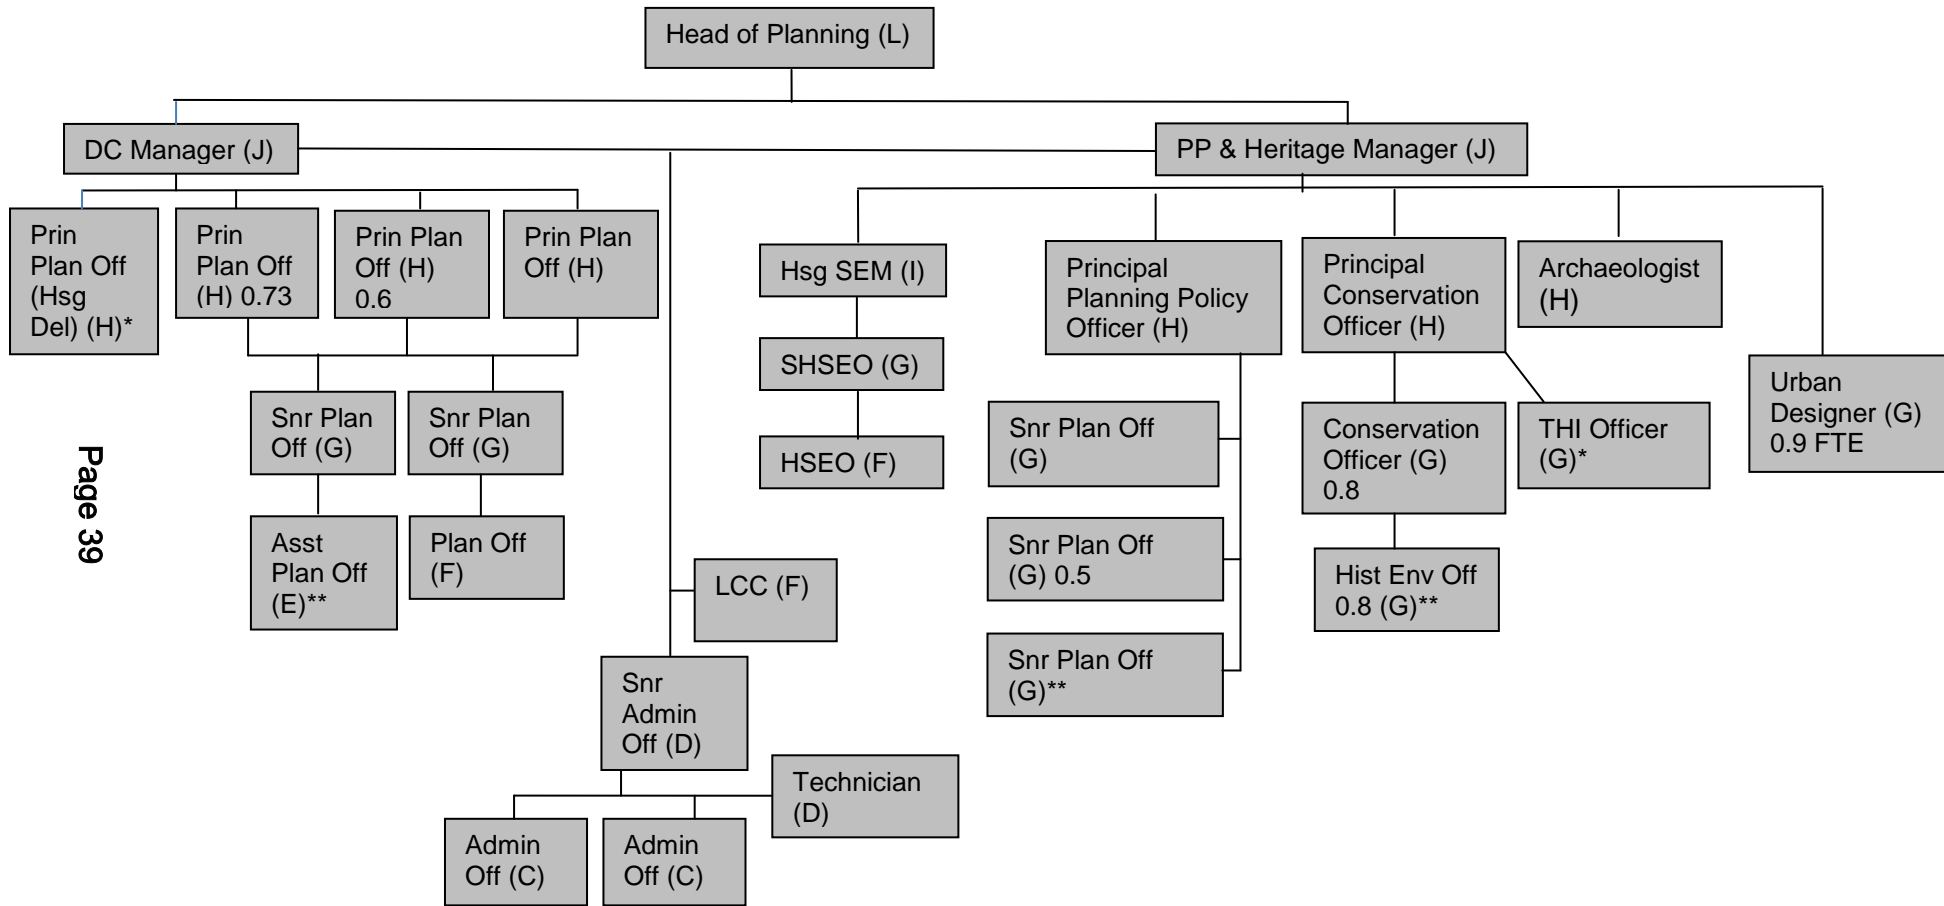 Head of Planning (L)
DC Manager (J)
PP & Heritage Manager (J)
Prin
Plan Off
(Hsg
Del) (H)*
Prin
Plan Off
(H) 0.73
Prin Plan
Off (H)
0.6
Prin Plan
Off (H)
Hsg SEM (I)
Principal
Planning Policy
Officer (H)
Principal
Conservation
Officer (H)
Archaeologist
(H)
SHSEO (G)
Urban
Designer (G)
0.9 FTE
Snr Plan
Off (G)
Snr Plan
Off (G)
HSEO (F)
Snr Plan Off
(G)
Conservation
Officer (G)
0.8
THI Officer
(G)*
Page 39
Asst
Plan Off
(E)**
Plan Off
(F)
Snr Plan Off
(G) 0.5
LCC (F)
Hist Env Off
0.8 (G)**
Snr Plan Off
(G)**
Snr
Admin
Off (D)
Technician
(D)
Admin
Off (C)
Admin
Off (C)